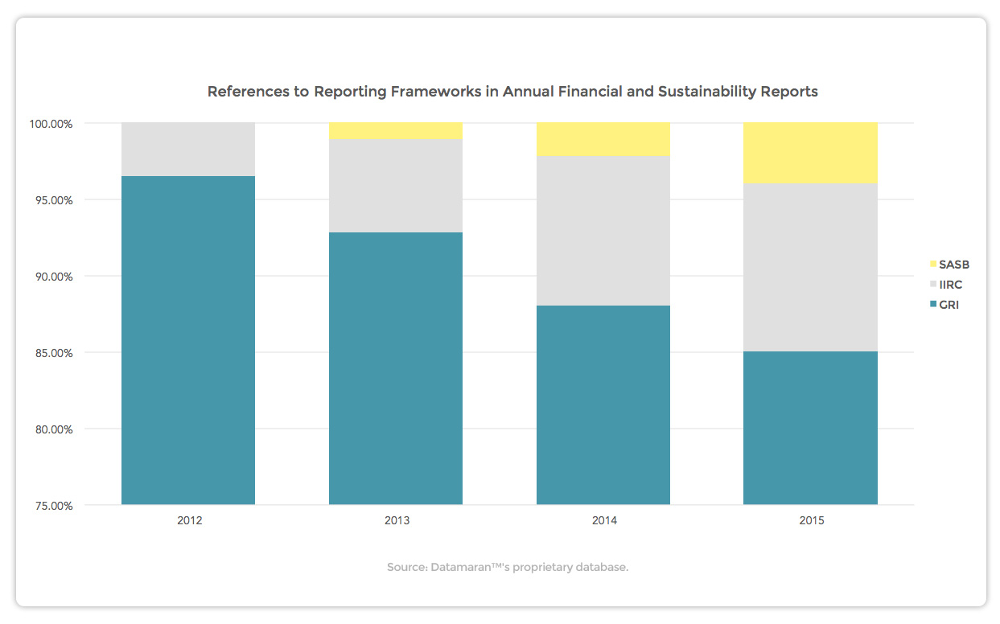 References to Reporting Frameworks in Annual Financial and Sustainability Reports
100.00%
95.00%
90.00%
85.00%
80.00%
75.00%
2012 2013 2014 2015
SASB
IIRC
GRI
Source: Datamaran™'s proprietary database.